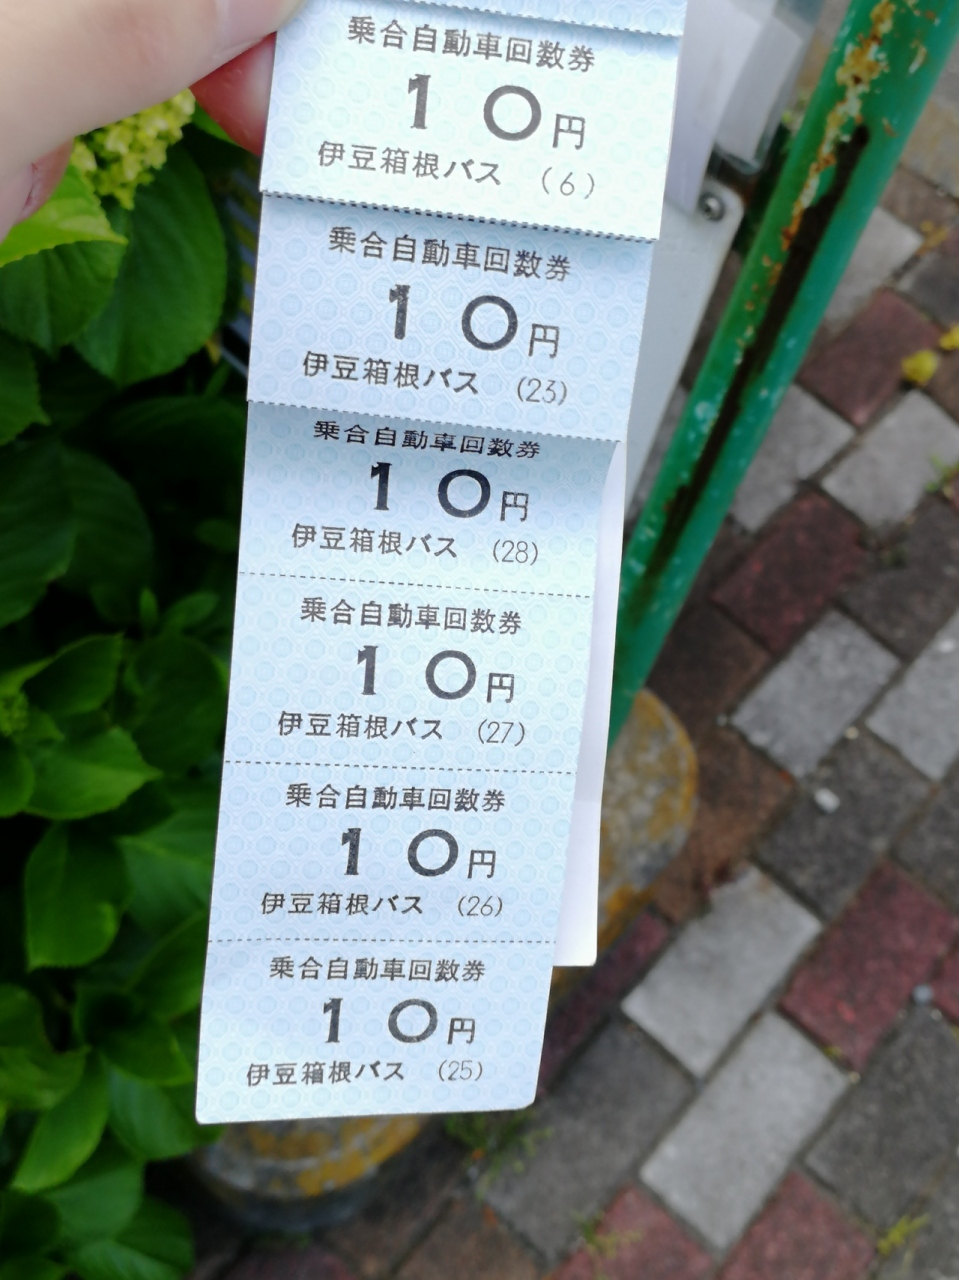 乗合自動車回数券
10円
伊豆箱根バス (6)
乗合自動車回数券
10円
伊豆箱根バス (23)
乗合自動車回数券
10円
伊豆箱根バス (28)
乗合自動車回数券
10円
伊豆箱根バス (27)
乗合自動車回数券
10円
伊豆箱根バス (26)
乗合自動車回数券
10円
伊豆箱根バス (25)